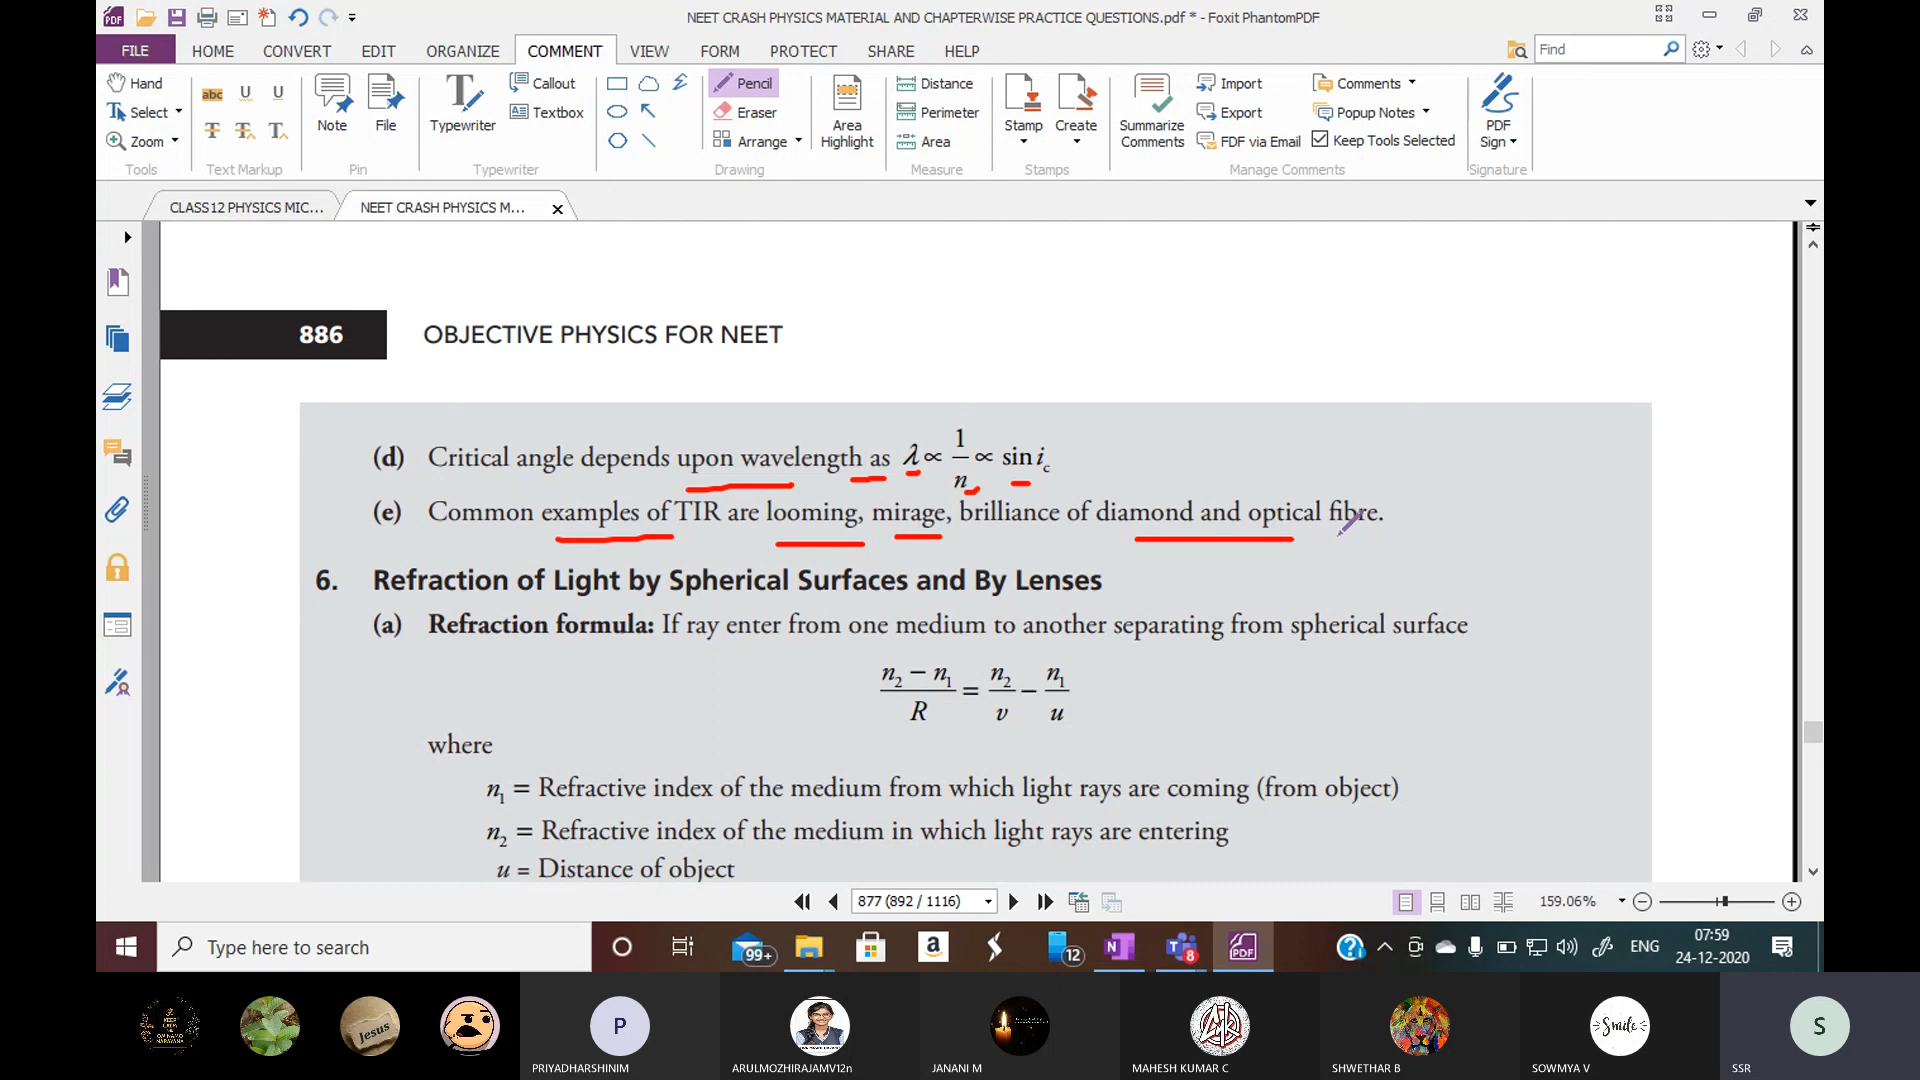 NEET CRASH PHYSICS MATERIAL AND CHAPTERWISE PRACTICE QUESTIONS.pdf * - Foxit PhantomPDF
FILE HOME CONVERT EDIT ORGANIZE COMMENT VIEW FORM PROTECT SHARE HELP Find
Hand Select Zoom Tools
abc U U T T T Text Markup
Note File Pin
Typewriter Callout Textbox Typewriter
Pencil Eraser Arrange Drawing
Area Highlight
Distance Perimeter Area Measure
Stamp Create Stamps
Summarize Comments Import Export FDF via Email Comments Popup Notes Keep Tools Selected Manage Comments
PDF Sign Signature
CLASS12 PHYSICS MIC... NEET CRASH PHYSICS M...
886 OBJECTIVE PHYSICS FOR NEET
(d) Critical angle depends upon wavelength as λ ∝ 1/n ∝ sin i_c
(e) Common examples of TIR are looming, mirage, brilliance of diamond and optical fibre.
6. Refraction of Light by Spherical Surfaces and By Lenses
(a) Refraction formula: If ray enter from one medium to another separating from spherical surface
(n₂ − n₁)/R = n₂/v − n₁/u
where
n₁ = Refractive index of the medium from which light rays are coming (from object)
n₂ = Refractive index of the medium in which light rays are entering
u = Distance of object
877 (892 / 1116) 159.06%
Type here to search 99+ 12 8 ENG 07:59
24-12-2020
Jesus P Smile S
PRIYADHARSHINIM ARULMOZHIRAJAMV12n JANANI M MAHESH KUMAR C SHWETHAR B SOWMYA V SSR